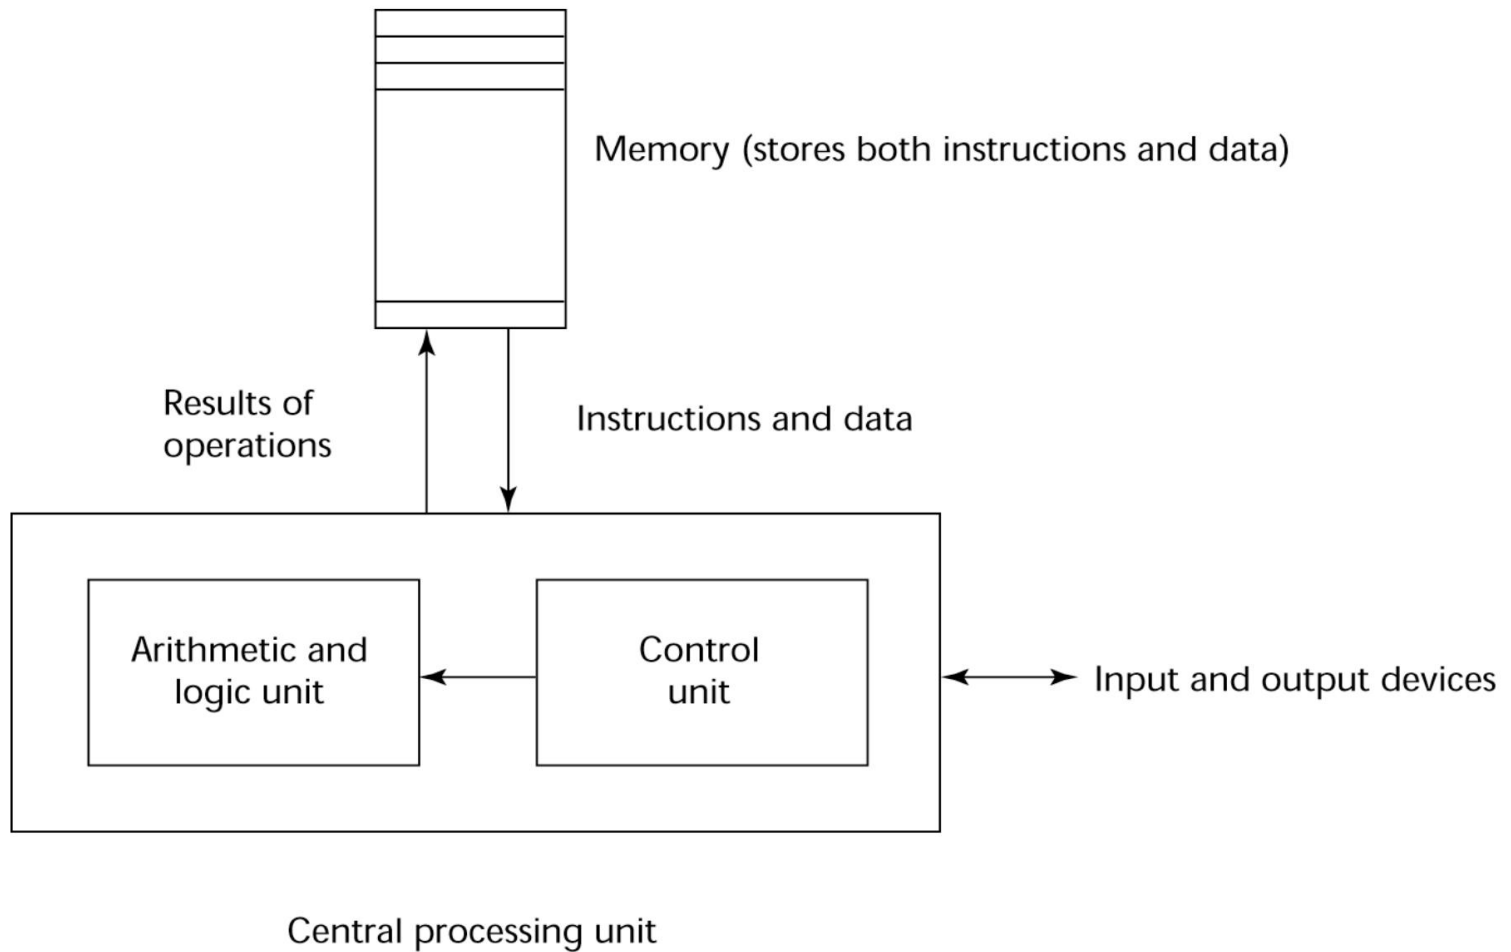 Memory (stores both instructions and data)
Results of
operations
Instructions and data
Arithmetic and
logic unit
Control
unit
Input and output devices
Central processing unit